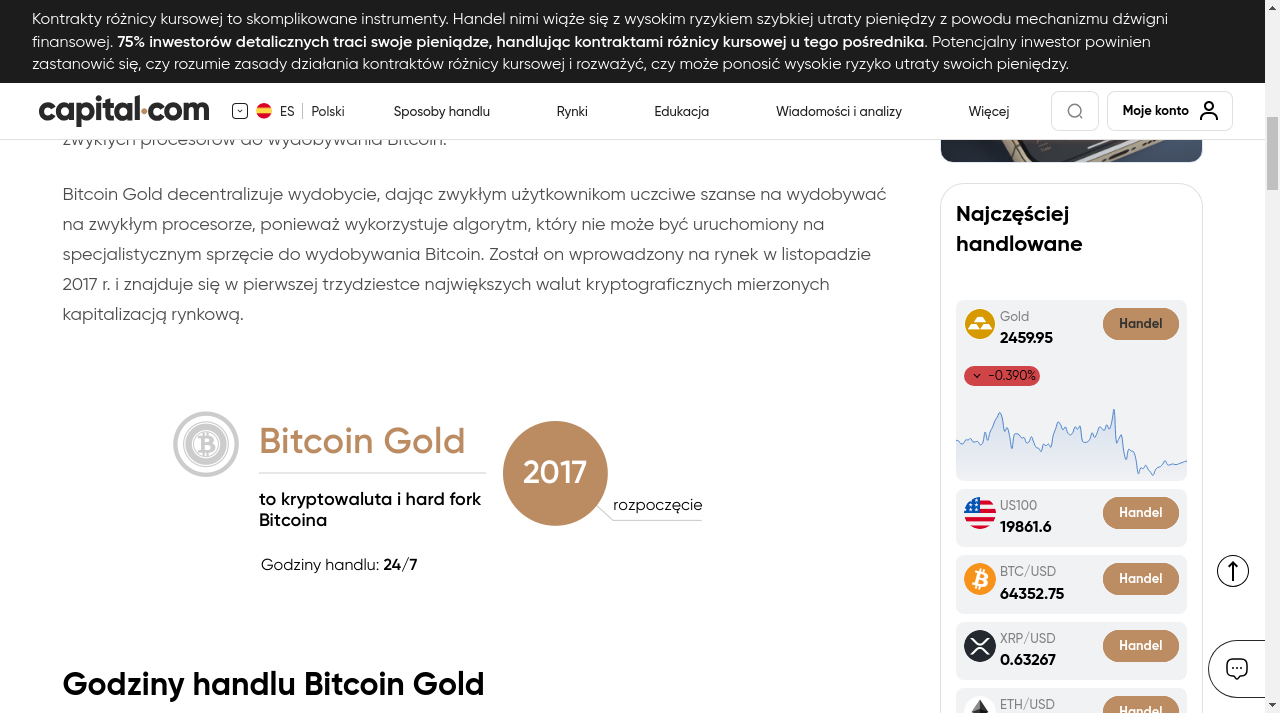 Kontrakty różnicy kursowej to skomplikowane instrumenty. Handel nimi wiąże się z wysokim ryzykiem szybkiej utraty pieniędzy z powodu mechanizmu dźwigni
finansowej. 75% inwestorów detalicznych traci swoje pieniądze, handlując kontraktami różnicy kursowej u tego pośrednika. Potencjalny inwestor powinien
zastanowić się, czy rozumie zasady działania kontraktów różnicy kursowej i rozważyć, czy może ponosić wysokie ryzyko utraty swoich pieniędzy.
capital.com
ES
Polski
Sposoby handlu
Rynki
Edukacja
Wiadomości i analizy
Więcej
Moje konto
zwykłych procesorów do wydobywania Bitcoin.
Bitcoin Gold decentralizuje wydobycie, dając zwykłym użytkownikom uczciwe szanse na wydobywać
na zwykłym procesorze, ponieważ wykorzystuje algorytm, który nie może być uruchomiony na
specjalistycznym sprzęcie do wydobywania Bitcoin. Został on wprowadzony na rynek w listopadzie
2017 r. i znajduje się w pierwszej trzydziestce największych walut kryptograficznych mierzonych
kapitalizacją rynkową.
Bitcoin Gold
to kryptowaluta i hard fork
Bitcoina
Godziny handlu: 24/7
2017
rozpoczęcie
Godziny handlu Bitcoin Gold
Najczęściej
handlowane
Gold
2459.95
Handel
-0.390%
US100
19861.6
Handel
BTC/USD
64352.75
Handel
XRP/USD
0.63267
Handel
ETH/USD
Handel